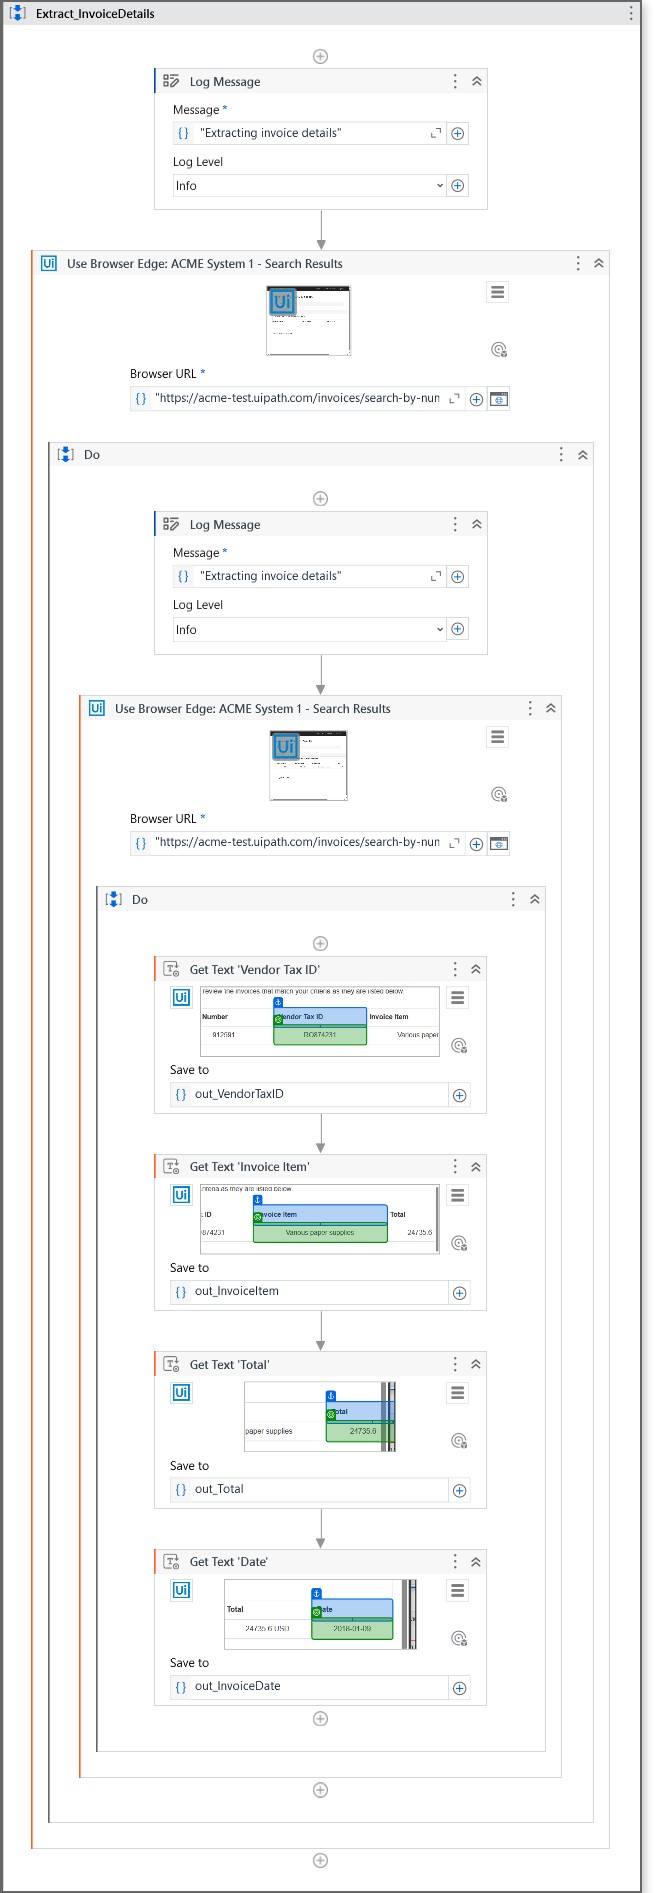 Extract_InvoiceDetails
Log Message
Message *
"Extracting invoice details"
Log Level
Info
Use Browser Edge: ACME System 1 - Search Results
Browser URL *
"https://acme-test.uipath.com/invoices/search-by-num
Do
Log Message
Message *
"Extracting invoice details"
Log Level
Info
Use Browser Edge: ACME System 1 - Search Results
Browser URL *
"https://acme-test.uipath.com/invoices/search-by-num
Do
Get Text 'Vendor Tax ID'
review the invoices that match your criteria as they are listed below.
Number Vendor Tax ID Invoice Item
912591 RO874231 Various paper
Save to
out_VendorTaxID
Get Text 'Invoice Item'
criteria as they are listed below
ID Invoice Item Total
874231 Various paper supplies 24735.6
Save to
out_InvoiceItem
Get Text 'Total'
Total
paper supplies 24735.6
Save to
out_Total
Get Text 'Date'
Total Date
24735.6 USD 2018-01-09
Save to
out_InvoiceDate